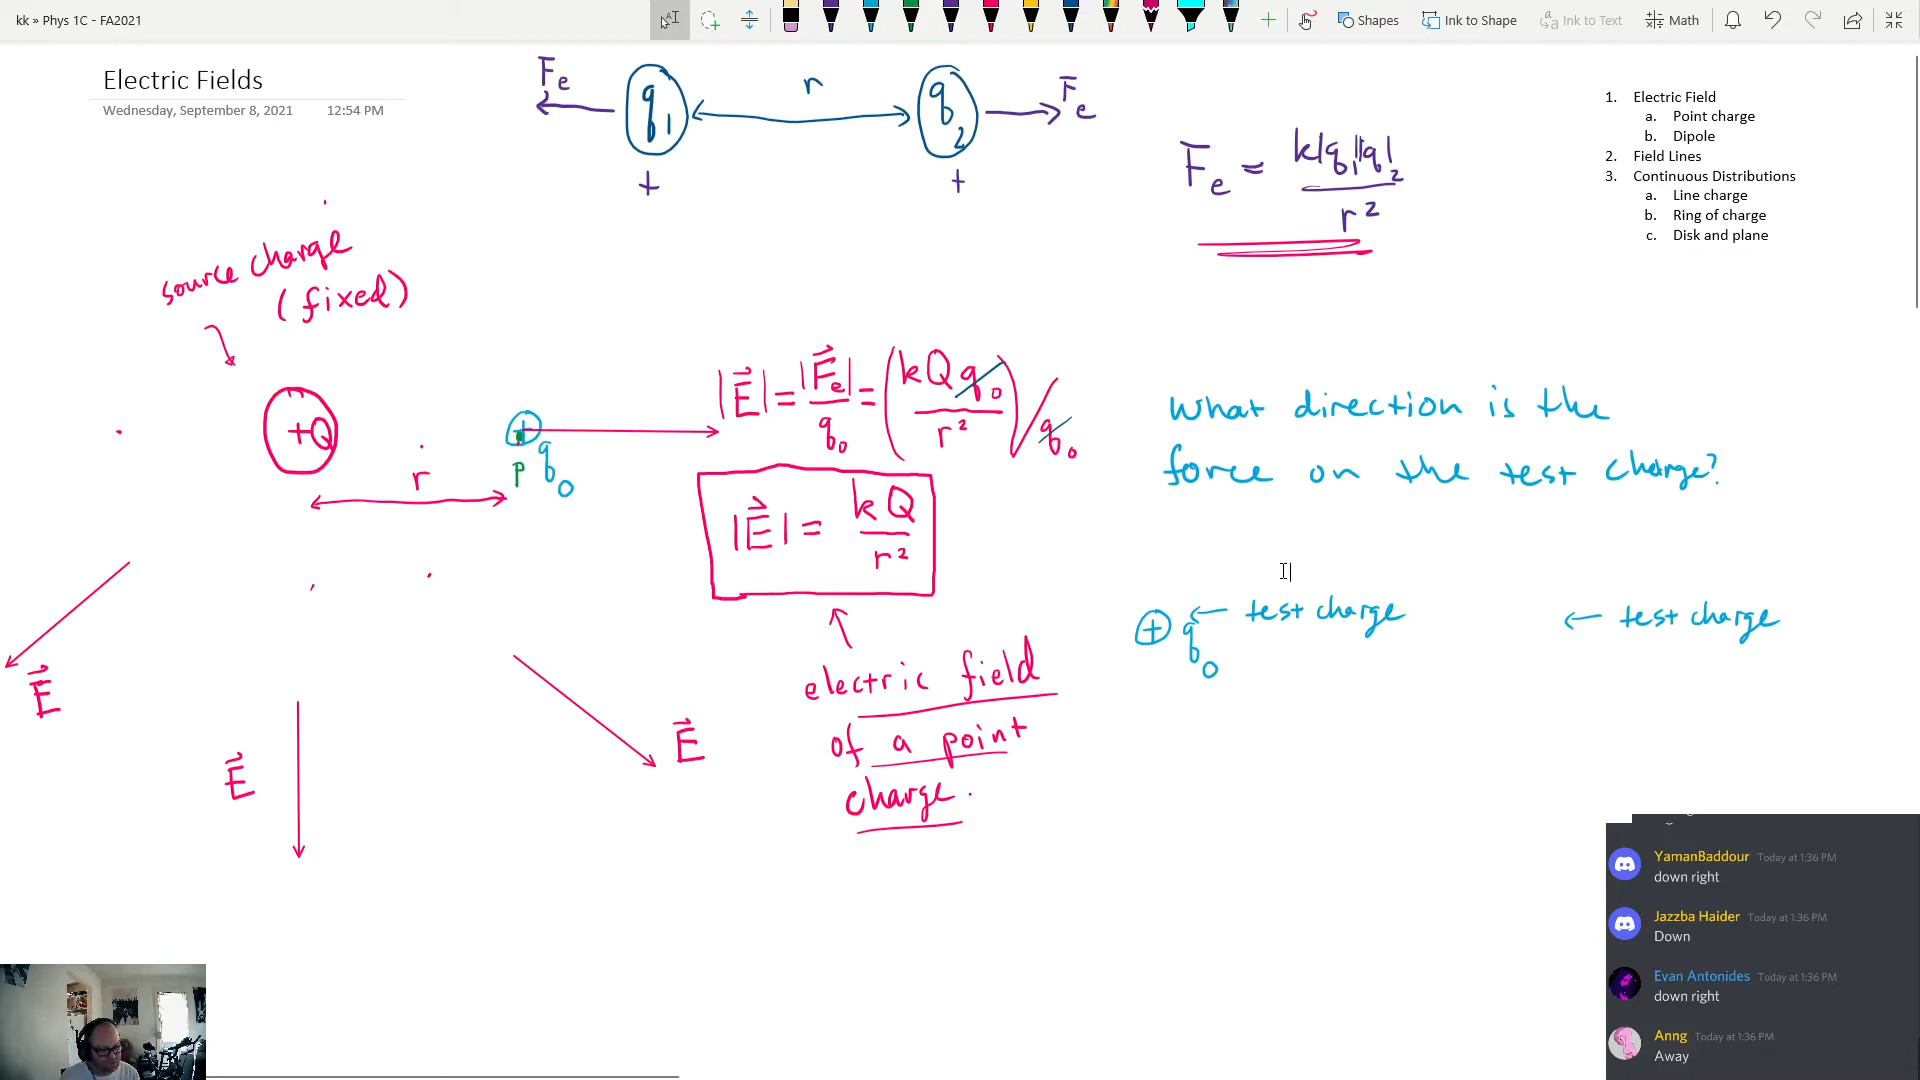 kk » Phys 1C - FA2021
Shapes
Ink to Shape
Ink to Text
Math
Electric Fields
Wednesday, September 8, 2021 12:54 PM
Fe
q1
r
q2
Fe
+
+
Fe = k|q1||q2| / r²
1. Electric Field
a. Point charge
b. Dipole
2. Field Lines
3. Continuous Distributions
a. Line charge
b. Ring of charge
c. Disk and plane
source charge
(fixed)
+Q
r
+
P
q0
|E⃗| = |F⃗e| / q0 = (kQq0 / r²) / q0
|E⃗| = kQ / r²
What direction is the
force on the test charge?
+ q0 ← test charge
← test charge
E⃗
E⃗
E⃗
electric field
of a point
charge.
YamanBaddour Today at 1:36 PM
down right
Jazzba Haider Today at 1:36 PM
Down
Evan Antonides Today at 1:36 PM
down right
Anng Today at 1:36 PM
Away